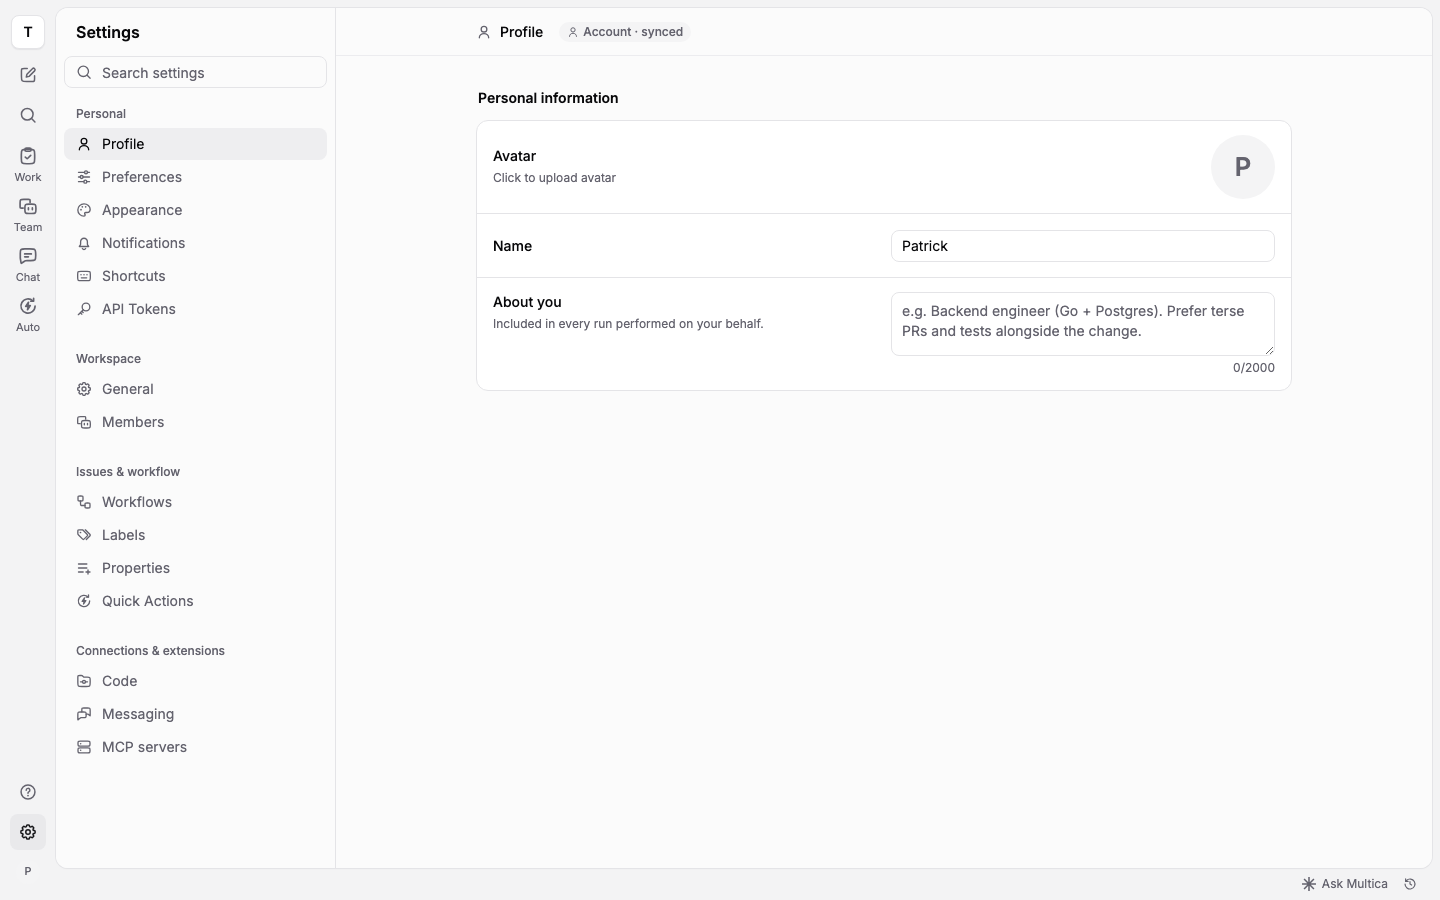 T
Work
Team
Chat
Auto
P
Settings
Search settings
Personal
Profile
Preferences
Appearance
Notifications
Shortcuts
API Tokens
Workspace
General
Members
Issues & workflow
Workflows
Labels
Properties
Quick Actions
Connections & extensions
Code
Messaging
MCP servers
Profile
Account · synced
Personal information
Avatar
Click to upload avatar
P
Name
Patrick
About you
Included in every run performed on your behalf.
e.g. Backend engineer (Go + Postgres). Prefer terse
PRs and tests alongside the change.
0/2000
Ask Multica